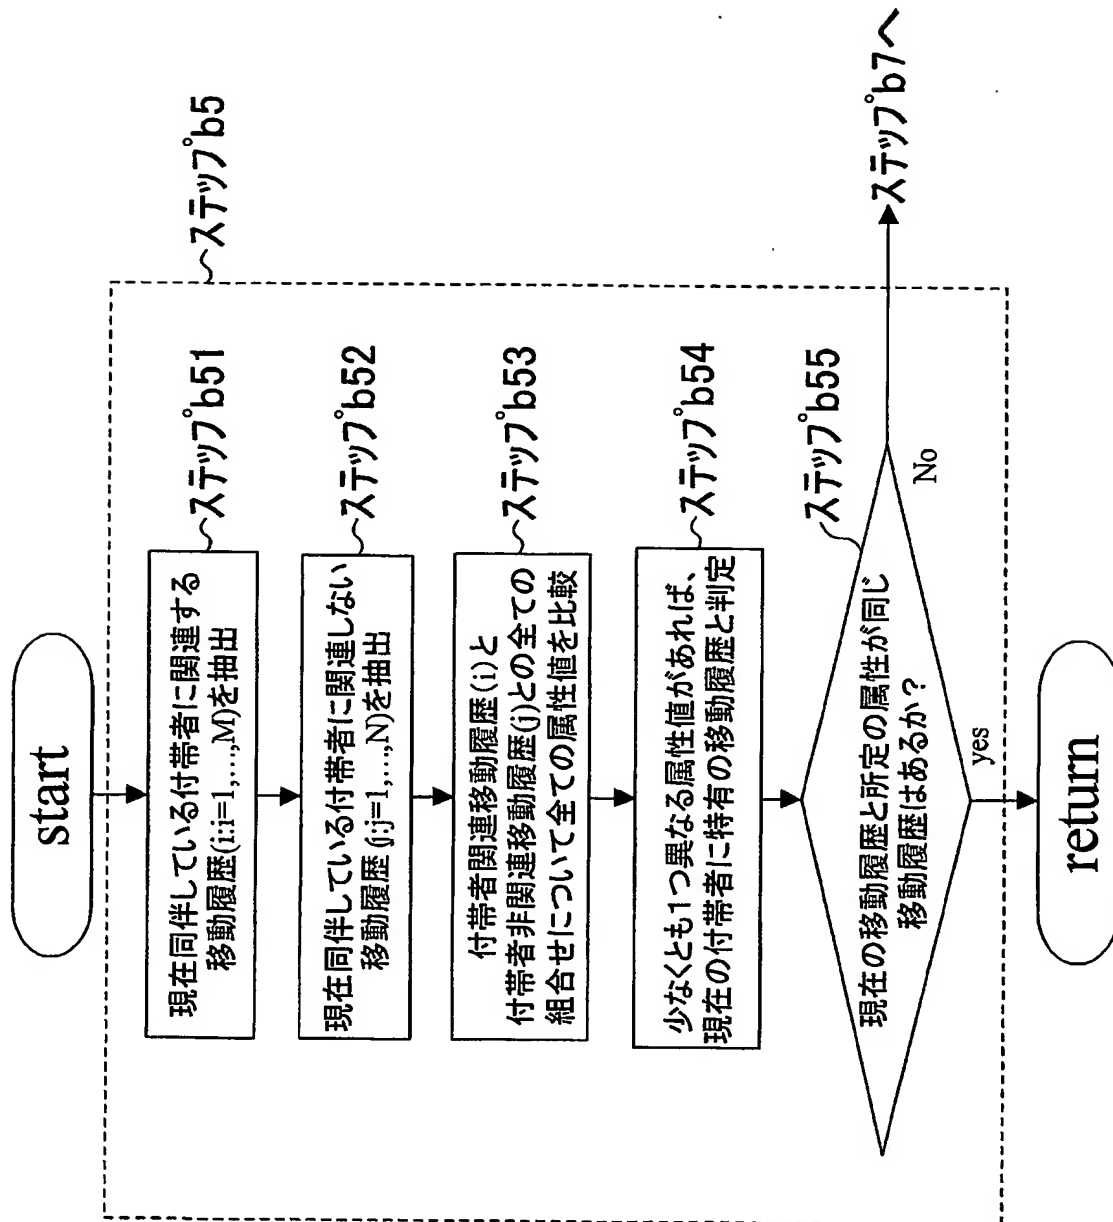 start
ステップb5
ステップb51
現在同伴している付帯者に関連する
移動履歴(i:i=1,...,M)を抽出
ステップb52
現在同伴している付帯者に関連しない
移動履歴(j:j=1,...,N)を抽出
ステップb53
付帯者関連移動履歴(i)と
付帯者非関連移動履歴(j)との全ての
組合せについて全ての属性値を比較
ステップb54
少なくとも1つ異なる属性値があれば、
現在の付帯者に特有の移動履歴と判定
ステップb55
現在の移動履歴と所定の属性が同じ
移動履歴はあるか?
No
ステップb7へ
yes
return